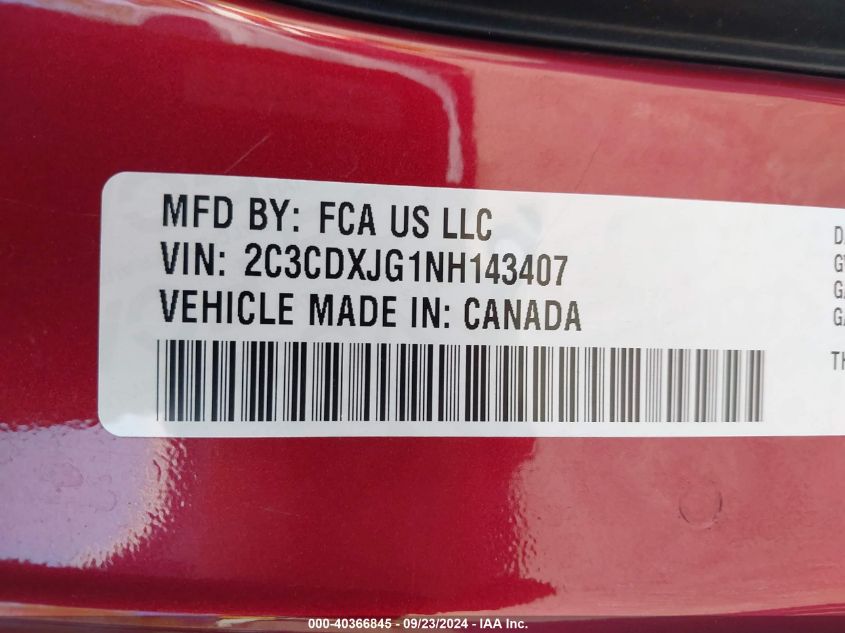 MFD BY: FCA US LLC
VIN: 2C3CDXJG1NH143407
VEHICLE MADE IN: CANADA
000-40366845 - 09/23/2024 - IAA Inc.